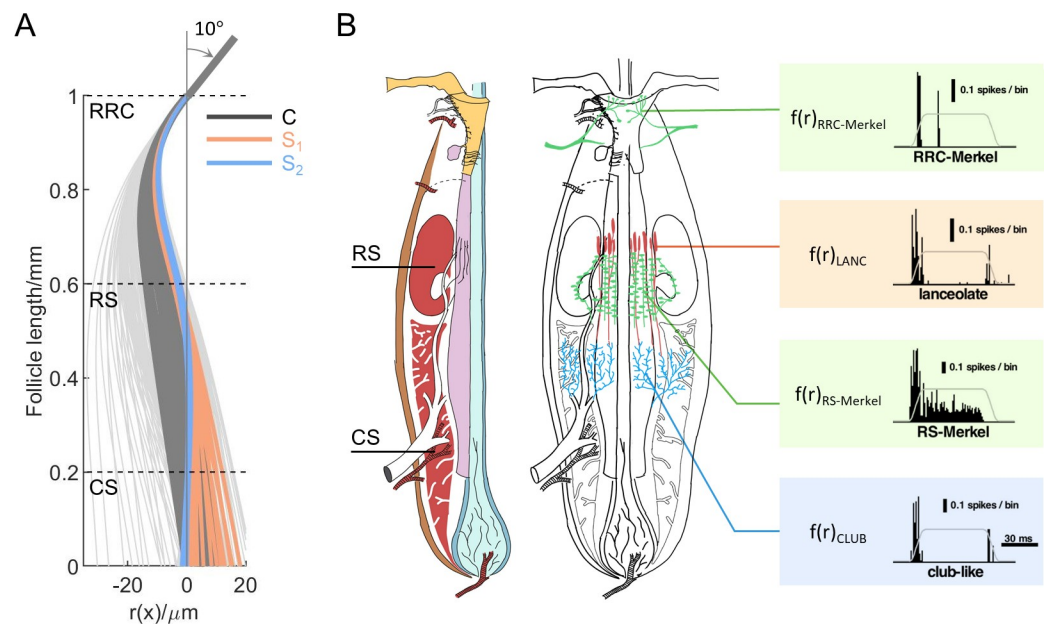 A
10°
1
RRC
C
S₁
S₂
0.8
0.6
RS
0.4
0.2
CS
0
-20
0
20
Follicle length/mm
r(x)/μm
B
RS
CS
f(r)RRC-Merkel
0.1 spikes / bin
RRC-Merkel
f(r)LANC
0.1 spikes / bin
lanceolate
f(r)RS-Merkel
0.1 spikes / bin
RS-Merkel
f(r)CLUB
0.1 spikes / bin
30 ms
club-like